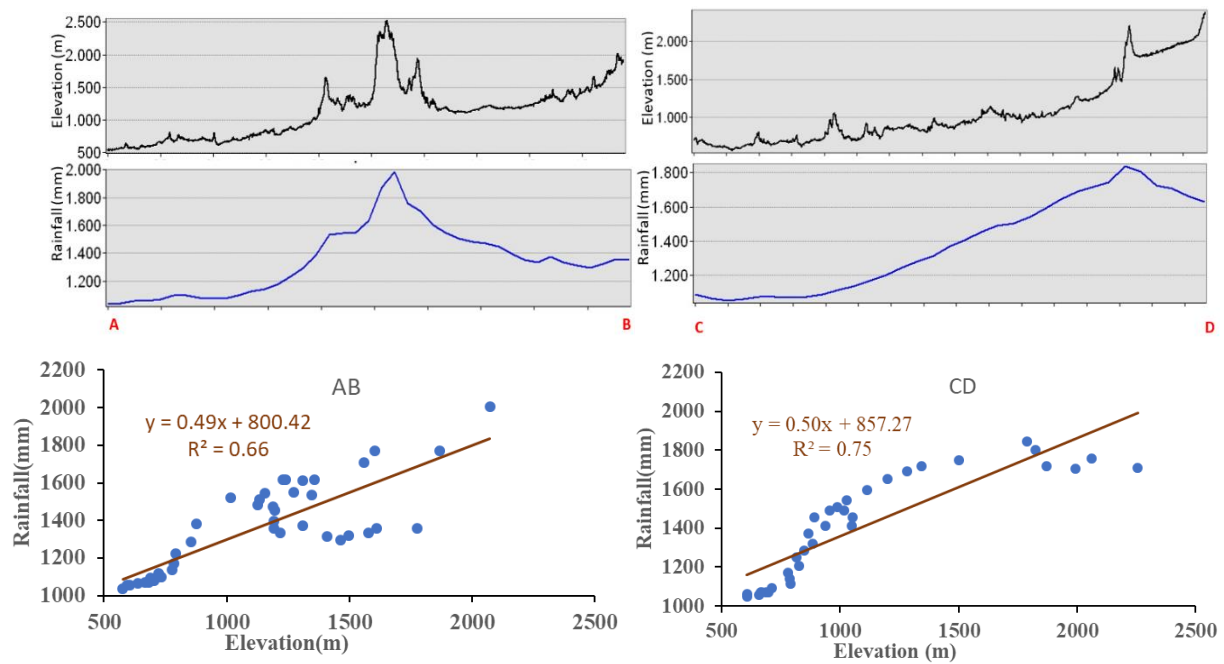 Elevation (m)
2.500
2.000
1.500
1.000
500
Elevation (m)
2.000
1.500
1.000
Rainfall (mm)
2.000
1.800
1.600
1.400
1.200
A
B
Rainfall (mm)
1.800
1.600
1.400
1.200
C
D
AB
y = 0.49x + 800.42
R² = 0.66
Rainfall(mm)
2200
2000
1800
1600
1400
1200
1000
500 1000 1500 2000 2500
Elevation(m)
CD
y = 0.50x + 857.27
R² = 0.75
Rainfall(mm)
2200
2000
1800
1600
1400
1200
1000
500 1000 1500 2000 2500
Elevation (m)